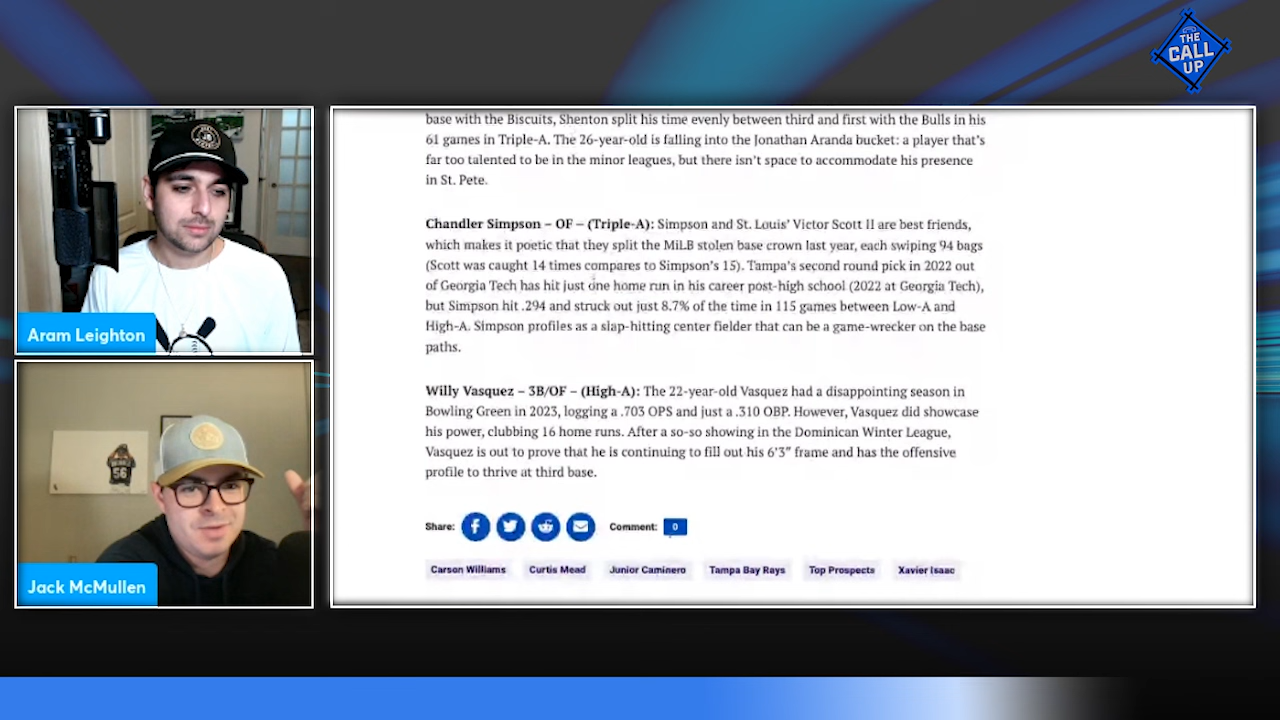 THE
CALL
UP
Aram Leighton
56
Jack McMullen
base with the Biscuits, Shenton split his time evenly between third and first with the Bulls in his
61 games in Triple-A. The 26-year-old is falling into the Jonathan Aranda bucket: a player that's
far too talented to be in the minor leagues, but there isn't space to accommodate his presence
in St. Pete.
Chandler Simpson – OF – (Triple-A): Simpson and St. Louis' Victor Scott II are best friends,
which makes it poetic that they split the MiLB stolen base crown last year, each swiping 94 bags
(Scott was caught 14 times compares to Simpson's 15). Tampa's second round pick in 2022 out
of Georgia Tech has hit just one home run in his career post-high school (2022 at Georgia Tech),
but Simpson hit .294 and struck out just 8.7% of the time in 115 games between Low-A and
High-A. Simpson profiles as a slap-hitting center fielder that can be a game-wrecker on the base
paths.
Willy Vasquez – 3B/OF – (High-A): The 22-year-old Vasquez had a disappointing season in
Bowling Green in 2023, logging a .703 OPS and just a .310 OBP. However, Vasquez did showcase
his power, clubbing 16 home runs. After a so-so showing in the Dominican Winter League,
Vasquez is out to prove that he is continuing to fill out his 6'3" frame and has the offensive
profile to thrive at third base.
Share: Comment: 0
Carson Williams Curtis Mead Junior Caminero Tampa Bay Rays Top Prospects Xavier Isaac